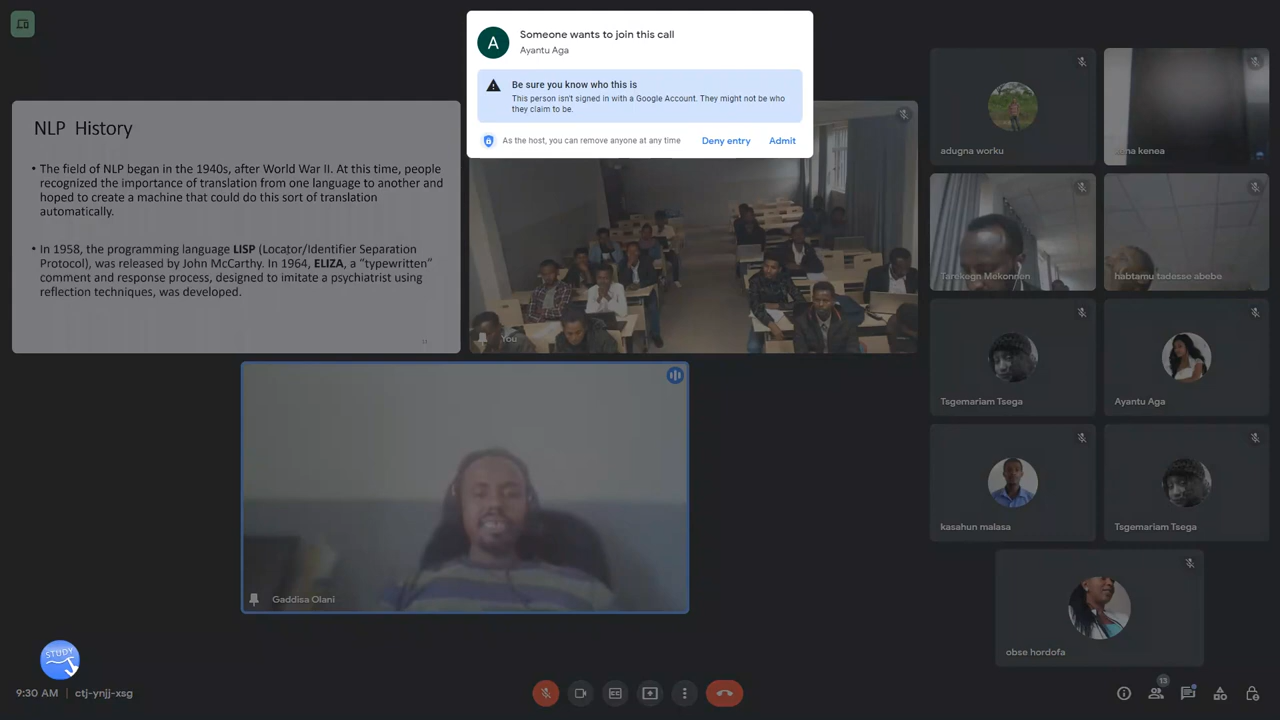 Someone wants to join this call
A
Ayantu Aga
Be sure you know who this is
This person isn't signed in with a Google Account. They might not be who
they claim to be.
As the host, you can remove anyone at any time
Deny entry
Admit
NLP History
• The field of NLP began in the 1940s, after World War II. At this time, people
recognized the importance of translation from one language to another and
hoped to create a machine that could do this sort of translation
automatically.
• In 1958, the programming language LISP (Locator/Identifier Separation
Protocol), was released by John McCarthy. In 1964, ELIZA, a “typewritten”
comment and response process, designed to imitate a psychiatrist using
reflection techniques, was developed.
You
Gaddisa Olani
adugna worku
kenea
Tarekegn Mekonnen
habtamu tadesse abebe
Tsgemariam Tsega
Ayantu Aga
kasahun malasa
Tsgemariam Tsega
obse hordofa
STUDY
9:30 AM | ctj-ynjj-xsg
13